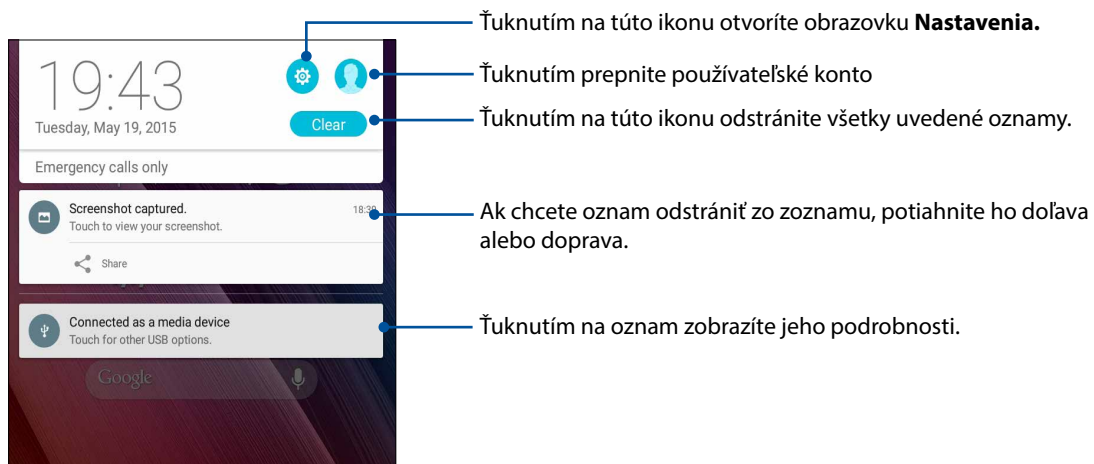 Ťuknutím na túto ikonu otvoríte obrazovku Nastavenia.
19:43
Ťuknutím prepnite používateľské konto
Tuesday, May 19, 2015
Clear
Ťuknutím na túto ikonu odstránite všetky uvedené oznamy.
Emergency calls only
Screenshot captured.
Touch to view your screenshot.
Share
Ak chcete oznam odstrániť zo zoznamu, potiahnite ho doľava
alebo doprava.
Connected as a media device
Touch for other USB options.
Ťuknutím na oznam zobrazíte jeho podrobnosti.
Google